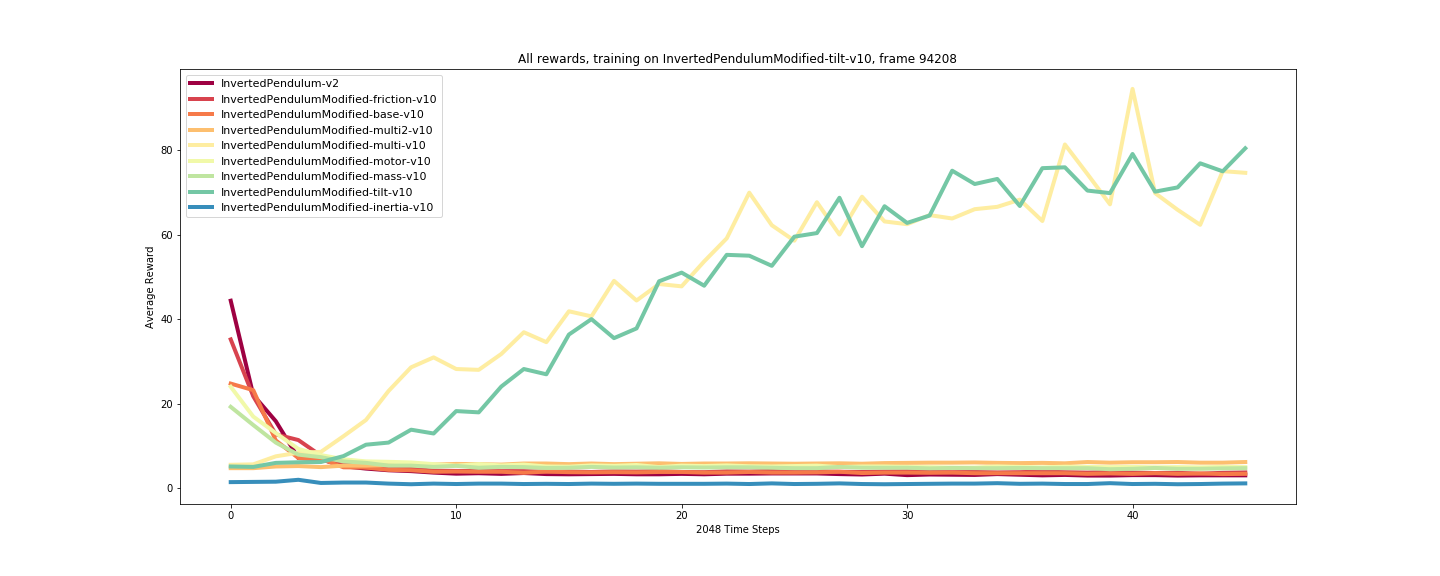 All rewards, training on InvertedPendulumModified-tilt-v10, frame 94208
InvertedPendulum-v2
InvertedPendulumModified-friction-v10
InvertedPendulumModified-base-v10
InvertedPendulumModified-multi2-v10
InvertedPendulumModified-multi-v10
InvertedPendulumModified-motor-v10
InvertedPendulumModified-mass-v10
InvertedPendulumModified-tilt-v10
InvertedPendulumModified-inertia-v10
Average Reward
80
60
40
20
0
0 10 20 30 40
2048 Time Steps